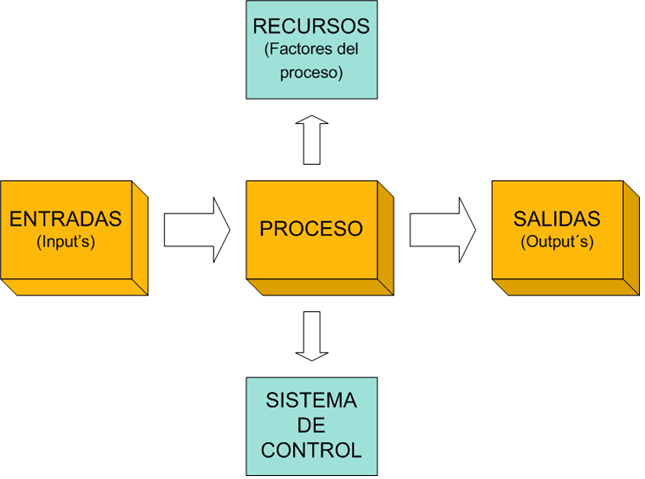 RECURSOS
(Factores del
proceso)
ENTRADAS
(Input's)
PROCESO
SALIDAS
(Output´s)
SISTEMA
DE
CONTROL